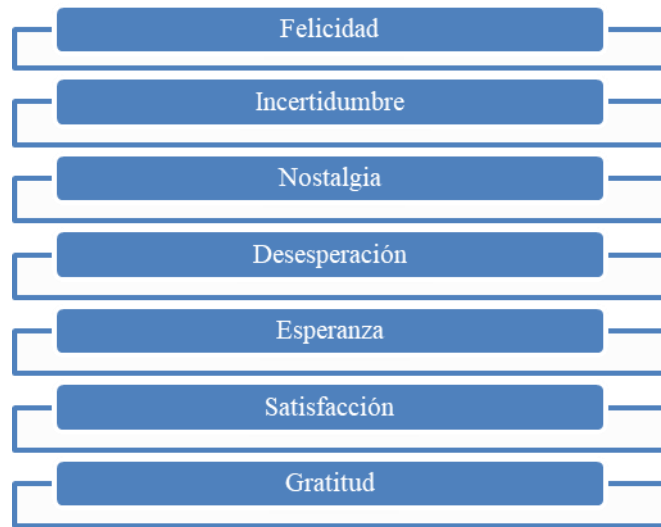 Felicidad
Incertidumbre
Nostalgia
Desesperación
Esperanza
Satisfacción
Gratitud